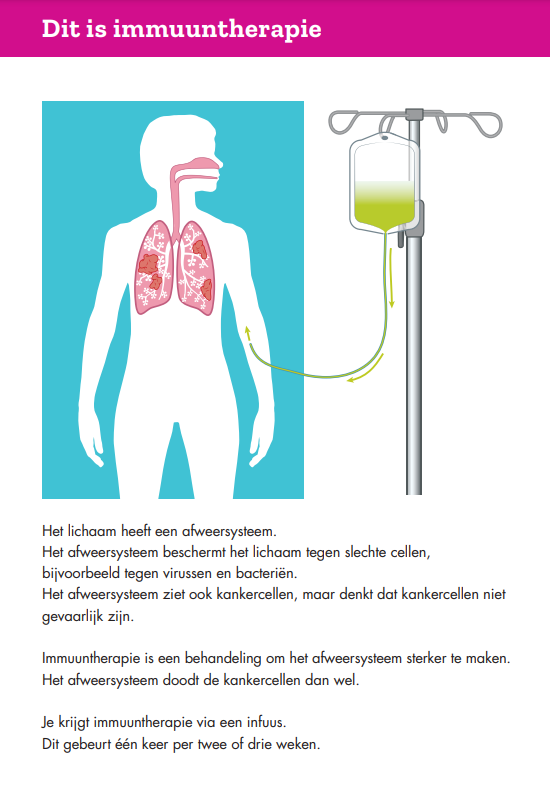 Dit is immuuntherapie
Het lichaam heeft een afweersysteem.
Het afweersysteem beschermt het lichaam tegen slechte cellen,
bijvoorbeeld tegen virussen en bacteriën.
Het afweersysteem ziet ook kankercellen, maar denkt dat kankercellen niet
gevaarlijk zijn.
Immuuntherapie is een behandeling om het afweersysteem sterker te maken.
Het afweersysteem doodt de kankercellen dan wel.
Je krijgt immuuntherapie via een infuus.
Dit gebeurt één keer per twee of drie weken.